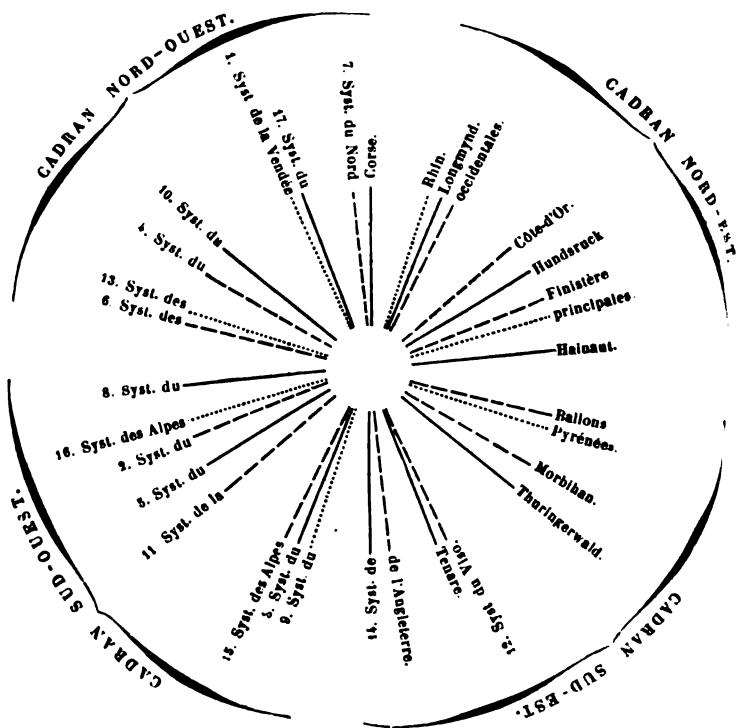 CADRAN NORD-OUEST.
CADRAN NORD-EST.
1. Syst de la Vendée
17. Syst. du
7. Syst. du Nord
Corse.
Rhin.
Longmynd.
occidentales.
10. Syst. du
4. Syst. du
13. Syst. des
6. Syst. des
Côte-d'Or.
Hundsruck
Finistère
principales.
Hainaut.
8. Syst. du
16. Syst. des Alpes
2. Syst. du
5. Syst. du
11 Syst. de la
Ballons
Pyrénées.
Morbihan.
Thuringerwald.
15. Syst. des Alpes
Syst. du
9. Syst. du
14. Syst. de
de l'Angleterre.
Tenare.
12. Syst du Viso.
CADRAN SUD-OUEST.
CADRAN SUD-EST.